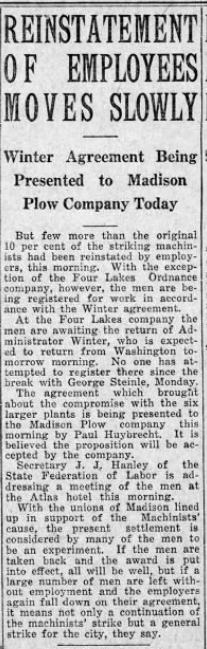 REINSTATEMENT
OF EMPLOYEES
MOVES SLOWLY
Winter Agreement Being
Presented to Madison
Plow Company Today
But few more than the original
10 per cent of the striking machin-
ists had been reinstated by employ-
ers, this morning. With the excep-
tion of the Four Lakes Ordnance
company, however, the men are be-
ing registered for work in accord-
ance with the Winter agreement.
At the Four Lakes company the
men are awaiting the return of Ad-
ministrator Winter, who is expect-
ed to return from Washington to-
morrow morning. No one has at-
tempted to register there since the
break with George Steinle, Monday.
The agreement which brought
about the compromise with the six
larger plants is being presented to
the Madison Plow company this
morning by Paul Huybrecht. It is
believed the proposition will be ac-
cepted by the company.
Secretary J. J. Hanley of the
State Federation of Labor is ad-
dressing a meeting of the men at
the Atlas hotel this morning.
With the unions of Madison lined
up in support of the Machinists'
cause, the present settlement is
considered by many of the men to
be an experiment. If the men are
taken back and the award is put
into effect, all will be well, but if a
large number of men are left with-
out employment and the employers
again fall down on their agreement,
it means not only a continuation of
the machinists' strike but a general
strike for the city, they say.